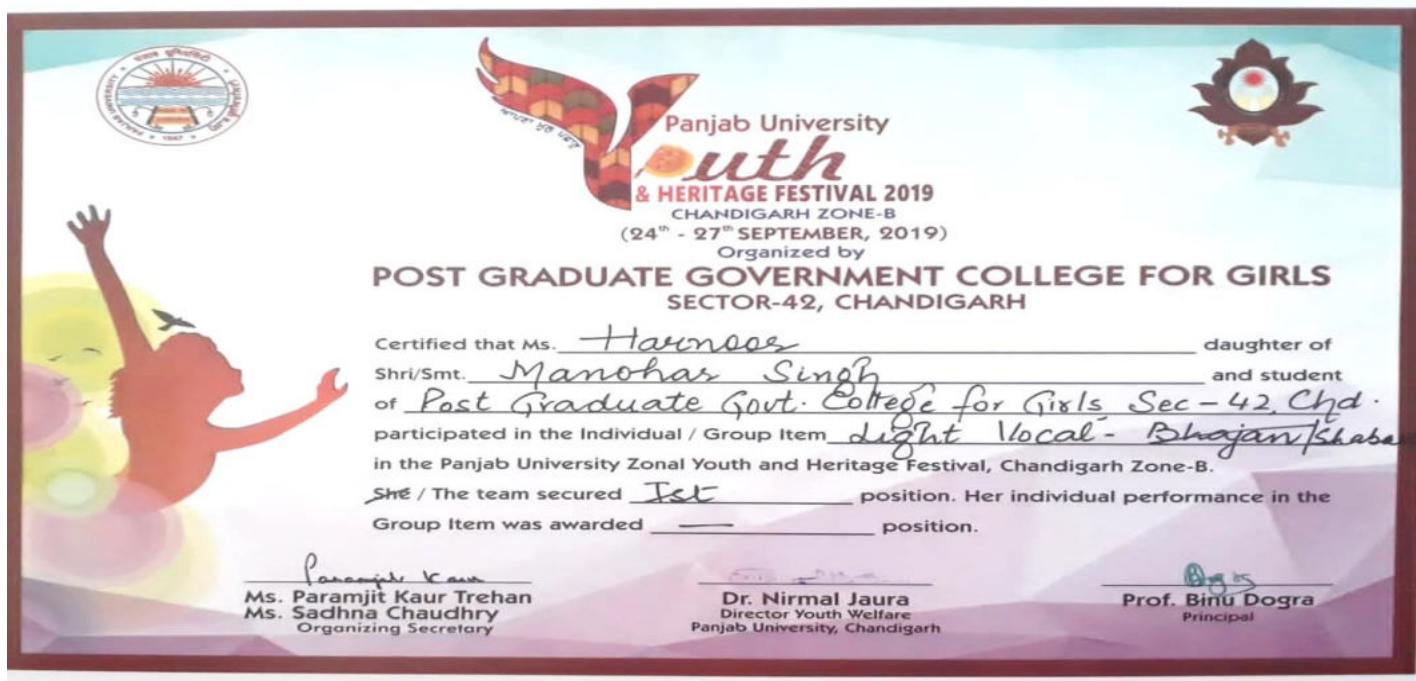 पंजाब यूनिवर्सिटी
PANJAB UNIVERSITY
1947
Panjab University
Youth
& HERITAGE FESTIVAL 2019
CHANDIGARH ZONE-B
(24th - 27th SEPTEMBER, 2019)
Organized by
POST GRADUATE GOVERNMENT COLLEGE FOR GIRLS
SECTOR-42, CHANDIGARH
Certified that Ms. Harnoor daughter of
Shri/Smt. Manohar Singh and student
of Post Graduate Govt. College for Girls Sec-42, Chd.
participated in the Individual / Group Item Light Vocal - Bhajan/Shaba
in the Panjab University Zonal Youth and Heritage Festival, Chandigarh Zone-B.
She / The team secured Ist position. Her individual performance in the
Group Item was awarded — position.
Paramjit Kaur
Ms. Paramjit Kaur Trehan
Ms. Sadhna Chaudhry
Organizing Secretary
Dr. Nirmal Jaura
Director Youth Welfare
Panjab University, Chandigarh
Prof. Binu Dogra
Principal